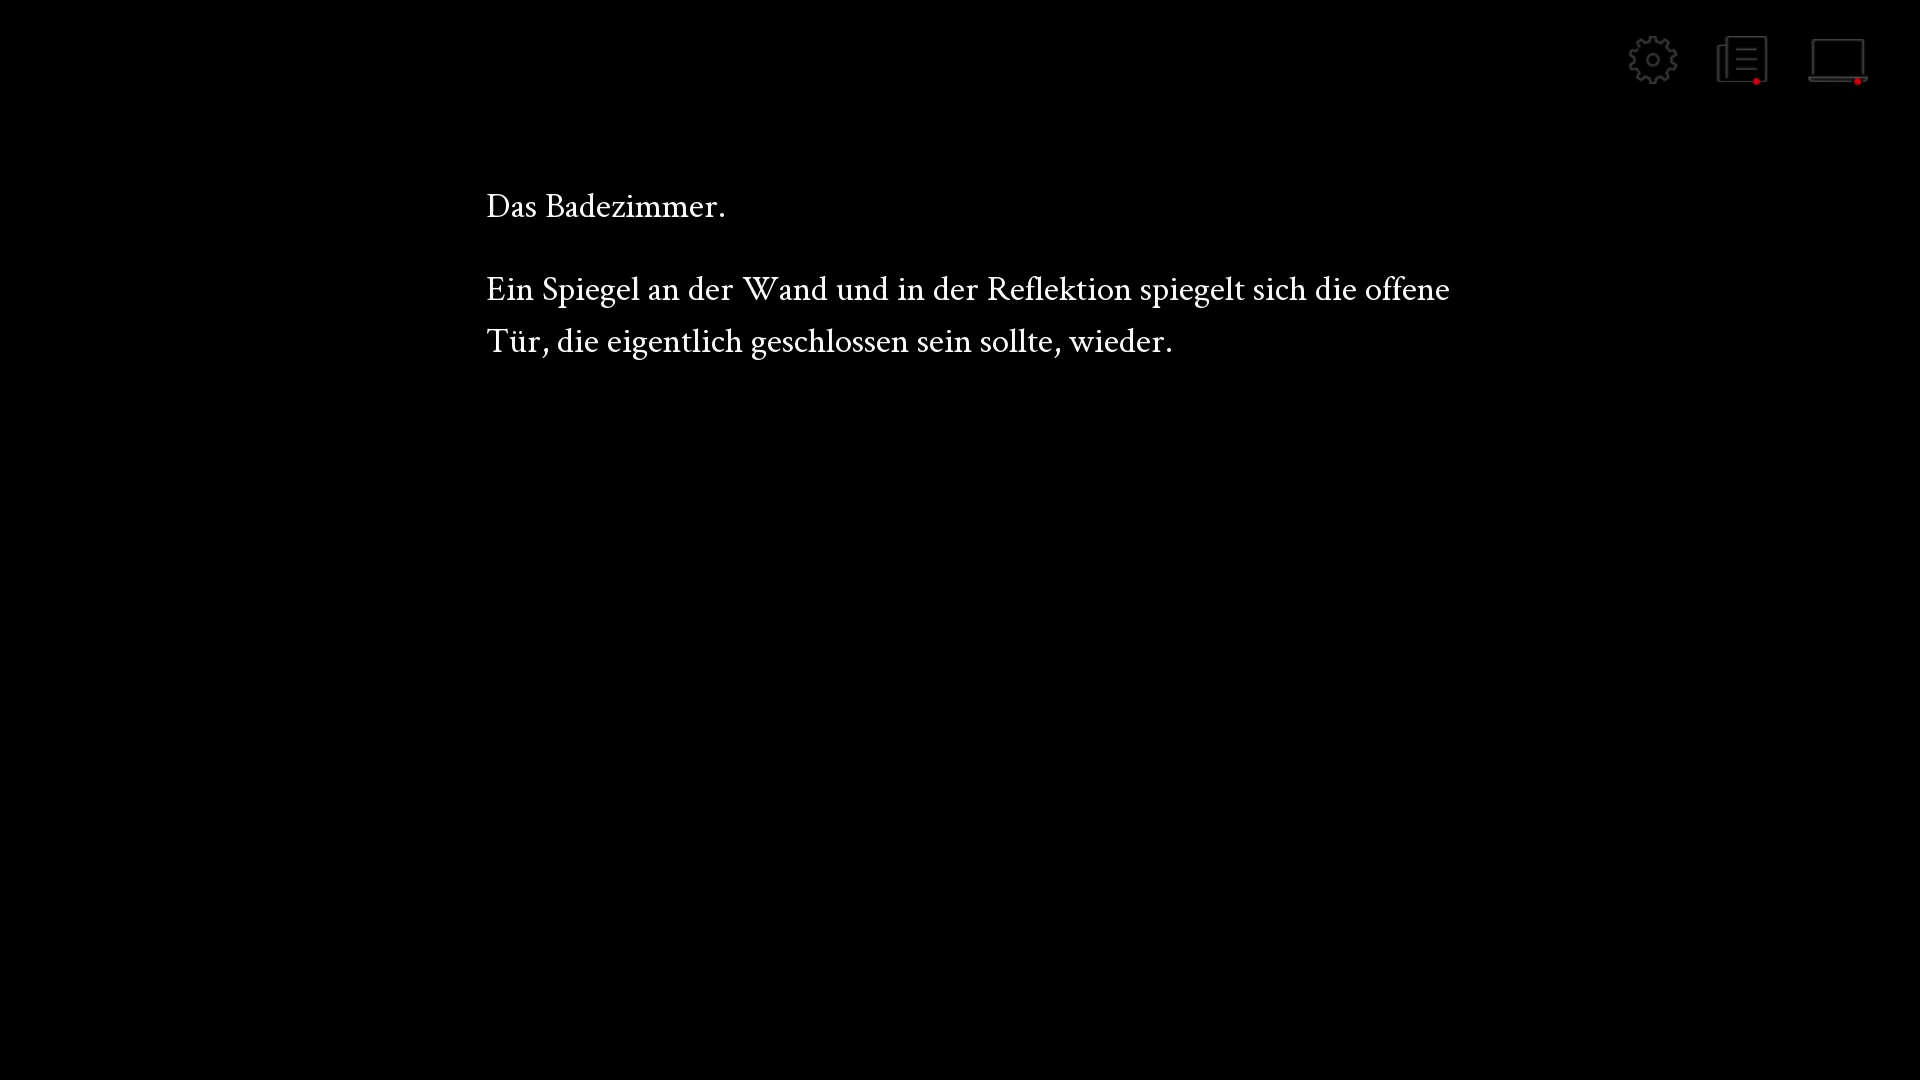 Das Badezimmer.
Ein Spiegel an der Wand und in der Reflektion spiegelt sich die offene
Tür, die eigentlich geschlossen sein sollte, wieder.